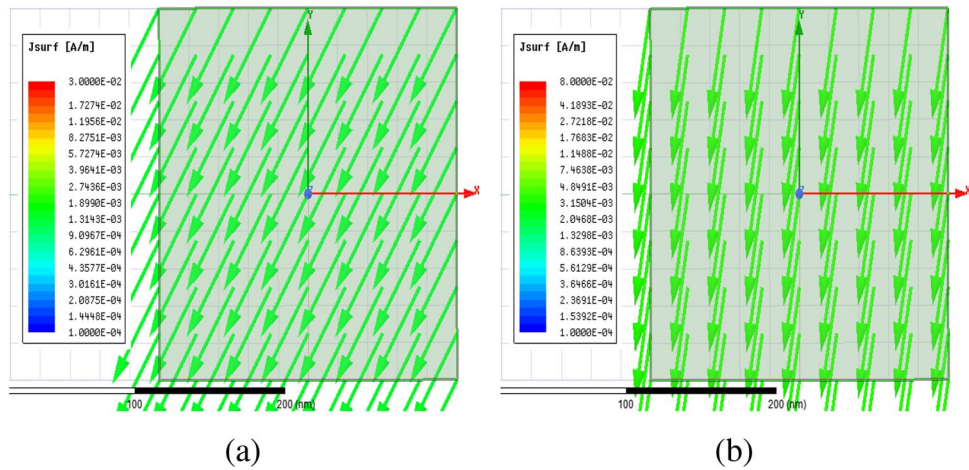 Jsurf [A/m]
3.0000E-02
1.7274E-02
1.1956E-02
8.2751E-03
5.7274E-03
3.9641E-03
2.7436E-03
1.8990E-03
1.3143E-03
9.0967E-04
6.2961E-04
4.3577E-04
3.0161E-04
2.0875E-04
1.4448E-04
1.0000E-04
Y
X
100
200 (nm)
(a)
Jsurf [A/m]
8.0000E-02
4.1893E-02
2.7218E-02
1.7683E-02
1.1488E-02
7.4638E-03
4.8491E-03
3.1504E-03
2.0468E-03
1.3298E-03
8.6393E-04
5.6129E-04
3.6466E-04
2.3691E-04
1.5392E-04
1.0000E-04
Y
X
100
200 (nm)
(b)